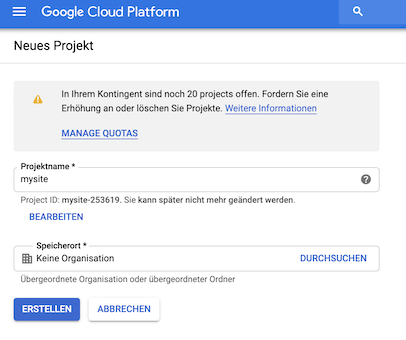 Google Cloud Platform
Neues Projekt
In Ihrem Kontingent sind noch 20 projects offen. Fordern Sie eine
Erhöhung an oder löschen Sie Projekte. Weitere Informationen
MANAGE QUOTAS
Projektname *
mysite
Project ID: mysite-253619. Sie kann später nicht mehr geändert werden.
BEARBEITEN
Speicherort *
Keine Organisation DURCHSUCHEN
Übergeordnete Organisation oder übergeordneter Ordner
ERSTELLEN ABBRECHEN